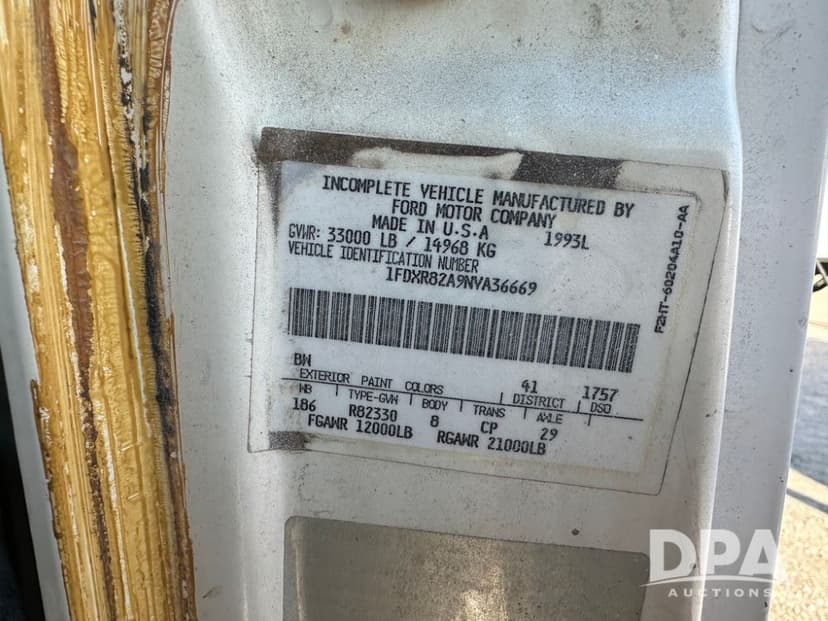 INCOMPLETE VEHICLE MANUFACTURED BY
FORD MOTOR COMPANY
MADE IN U.S.A
GVWR: 33000 LB / 14968 KG 1993L
VEHICLE IDENTIFICATION NUMBER
1FDXR82A9NVA36669
BW
EXTERIOR PAINT COLORS 41 1757
WB TYPE-GVW BODY TRANS AXLE DISTRICT DSO
186 R82330 8 CP 29
FGAWR 12000LB RGAWR 21000LB
F2HT-60204A10-AA
DPA
AUCTIONS